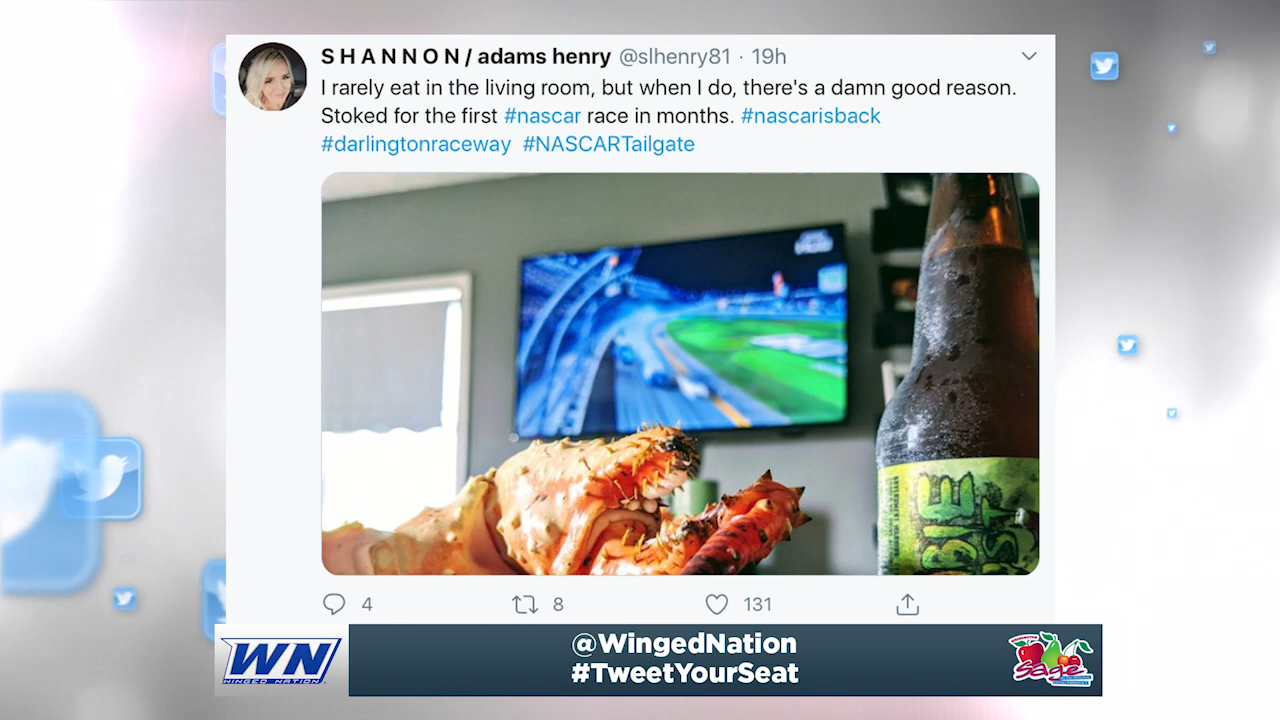 S H A N N O N / adams henry @slhenry81 · 19h
I rarely eat in the living room, but when I do, there's a damn good reason.
Stoked for the first #nascar race in months. #nascarisback
#darlingtonraceway #NASCARTailgate
4 8 131
WN
WINGED NATION
@WingedNation
#TweetYourSeat
Sage